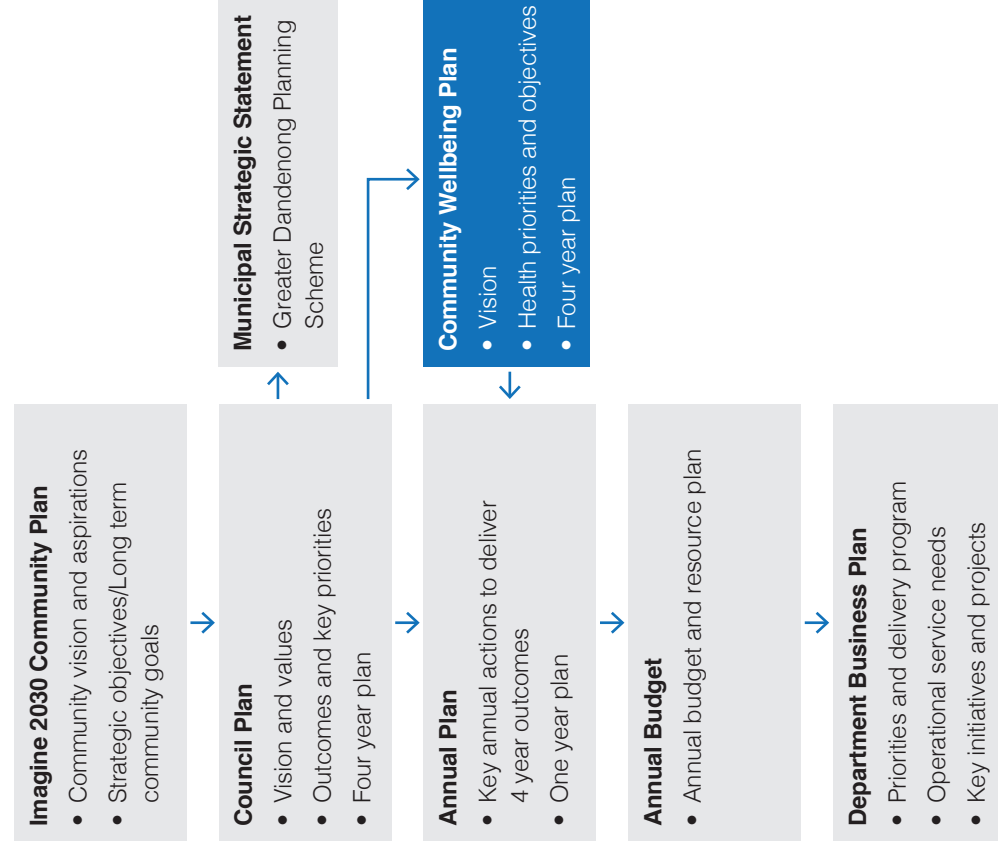 Imagine 2030 Community Plan
• Community vision and aspirations
• Strategic objectives/Long term
community goals
Council Plan
• Vision and values
• Outcomes and key priorities
• Four year plan
Municipal Strategic Statement
• Greater Dandenong Planning
Scheme
Community Wellbeing Plan
• Vision
• Health priorities and objectives
• Four year plan
Annual Plan
• Key annual actions to deliver
4 year outcomes
• One year plan
Annual Budget
• Annual budget and resource plan
Department Business Plan
• Priorities and delivery program
• Operational service needs
• Key initiatives and projects